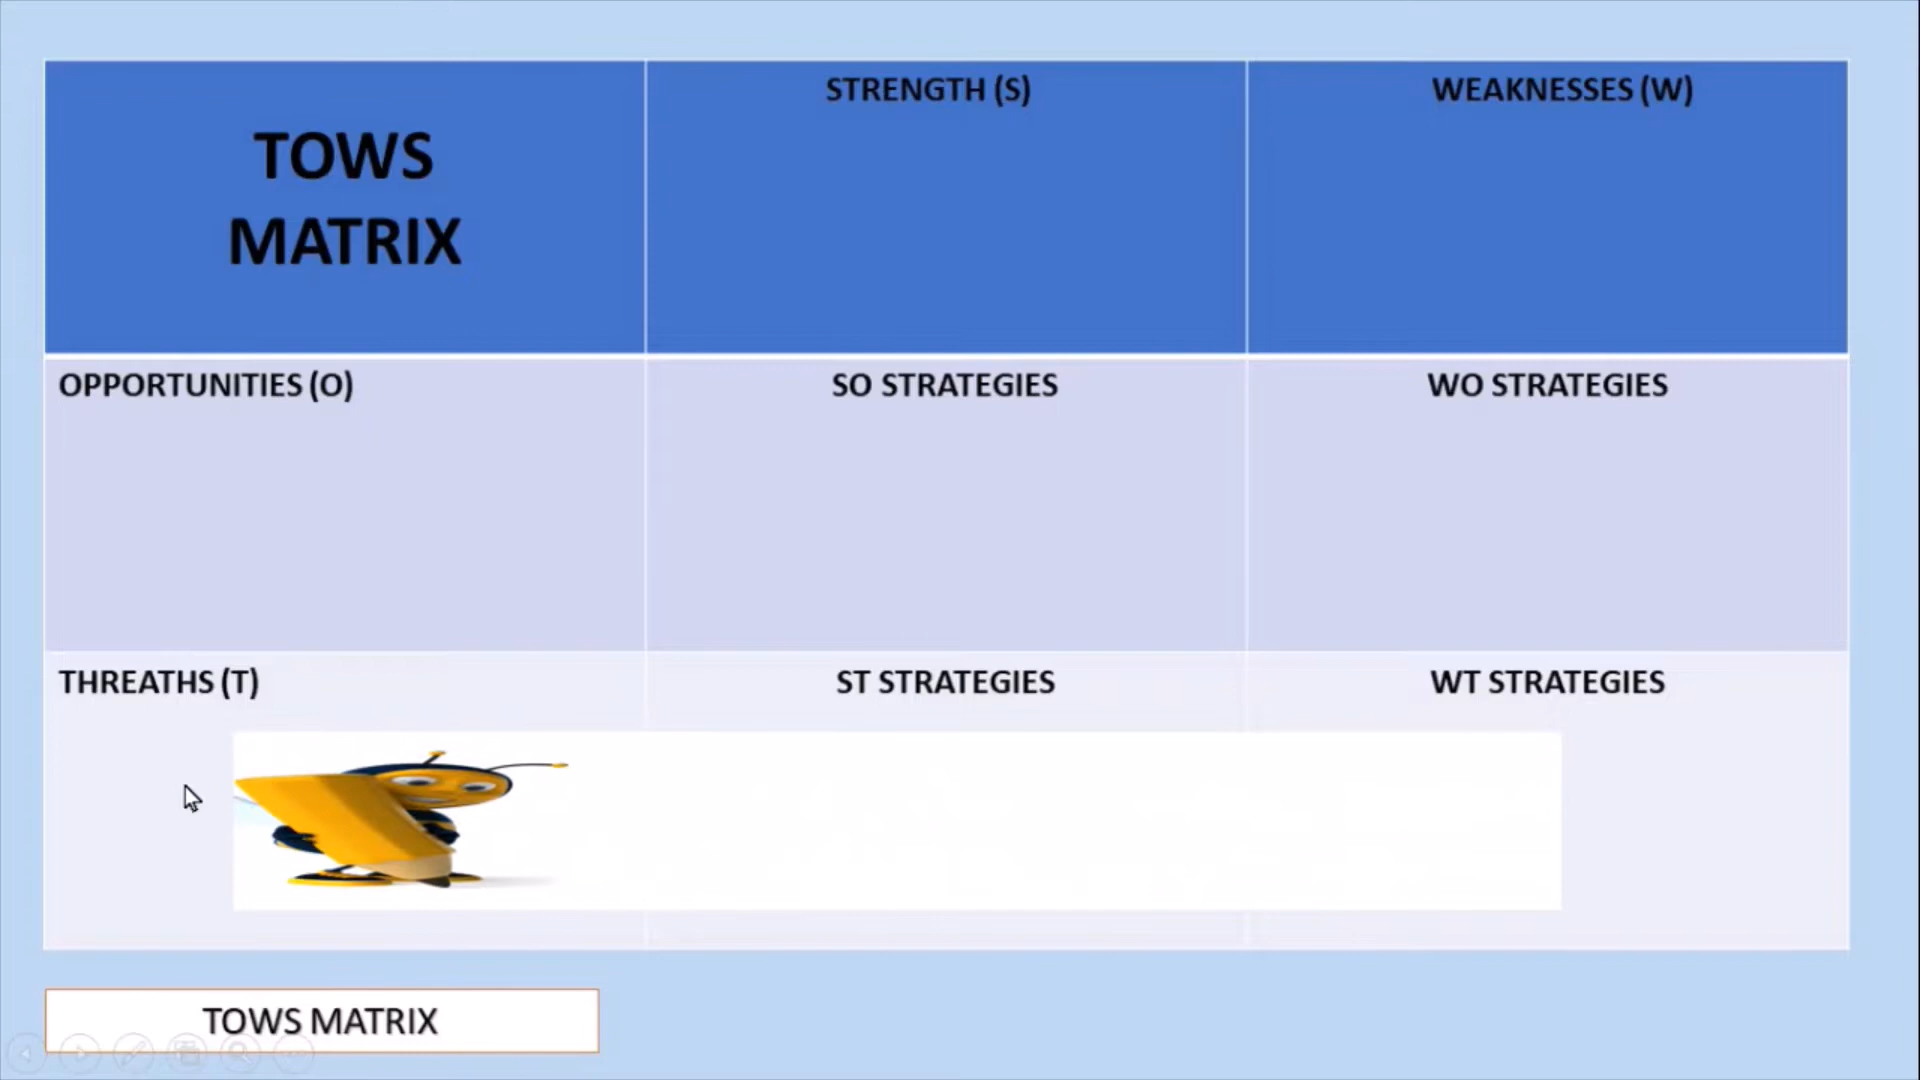 TOWS
MATRIX
STRENGTH (S)
WEAKNESSES (W)
OPPORTUNITIES (O)
SO STRATEGIES
WO STRATEGIES
THREATHS (T)
ST STRATEGIES
WT STRATEGIES
TOWS MATRIX